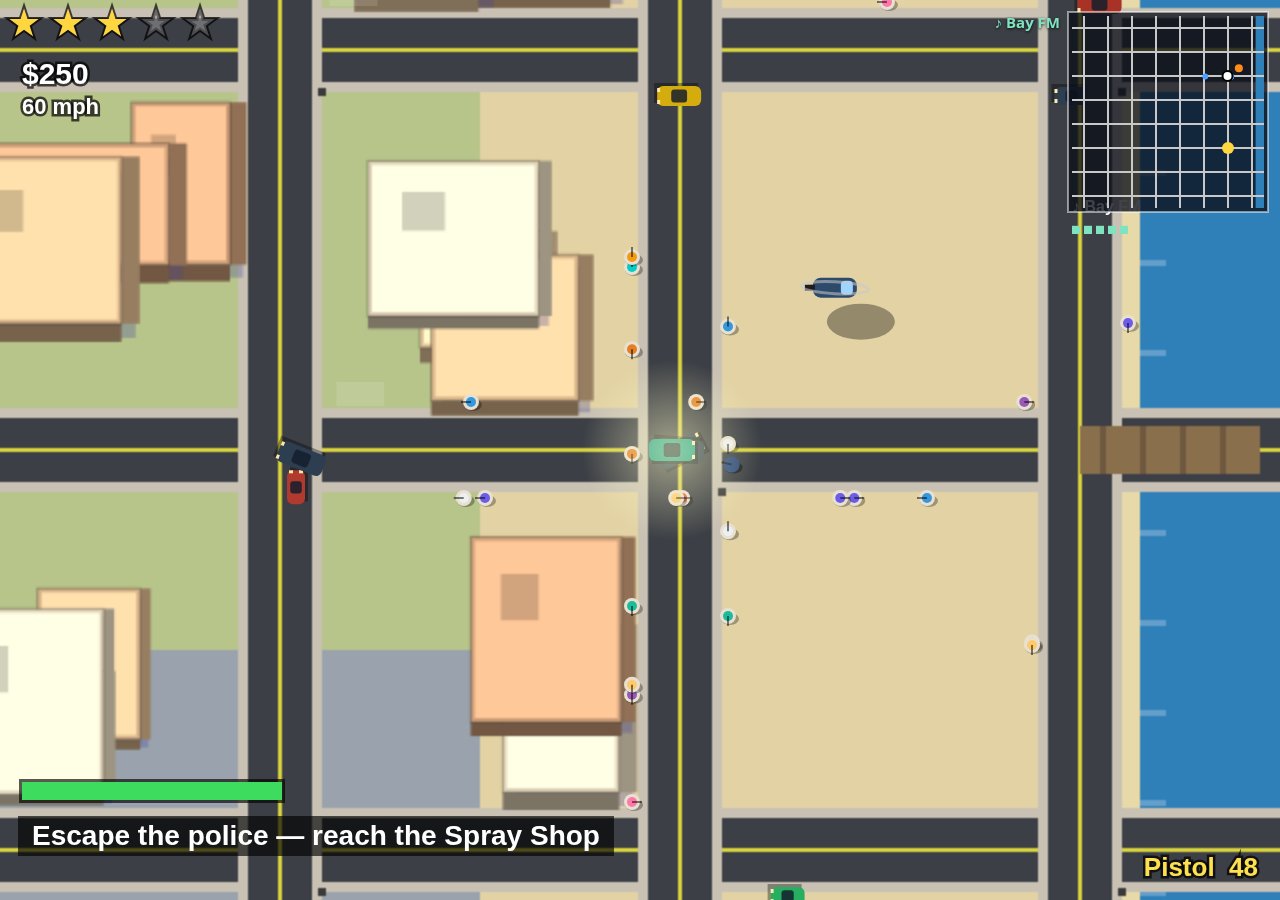 ♪ Bay FM
$250
60 mph
Escape the police — reach the Spray Shop
Pistol 48